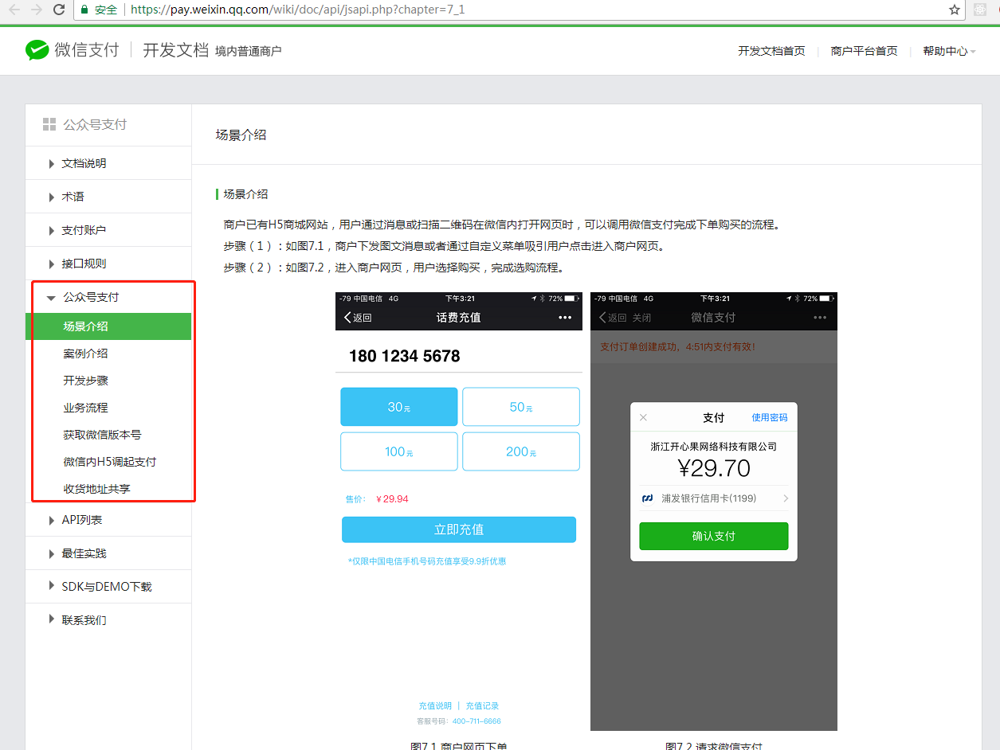 安全 https://pay.weixin.qq.com/wiki/doc/api/jsapi.php?chapter=7_1
微信支付 开发文档 境内普通商户
开发文档首页 商户平台首页 帮助中心
公众号支付
文档说明
术语
支付账户
接口规则
公众号支付
场景介绍
案例介绍
开发步骤
业务流程
获取微信版本号
微信内H5调起支付
收货地址共享
API列表
最佳实践
SDK与DEMO下载
联系我们
场景介绍
场景介绍
商户已有H5商城网站，用户通过消息或扫描二维码在微信内打开网页时，可以调用微信支付完成下单购买的流程。
步骤（1）：如图7.1，商户下发图文消息或者通过自定义菜单吸引用户点击进入商户网页。
步骤（2）：如图7.2，进入商户网页，用户选择购买，完成选购流程。
-79 中国电信 4G 下午3:21 72%
返回 话费充值 •••
180 1234 5678
30元 50元
100元 200元
售价： ￥29.94
立即充值
*仅限中国电信手机号码充值享受9.9折优惠
充值说明 | 充值记录
客服号码：400-711-6666
图7.1 商户网页下单
-79 中国电信 4G 下午3:21 72%
返回 关闭 微信支付 •••
支付订单创建成功，4:51内支付有效！
支付 使用密码
浙江开心果网络科技有限公司
¥29.70
浦发银行信用卡(1199)
确认支付
图7.2 请求微信支付